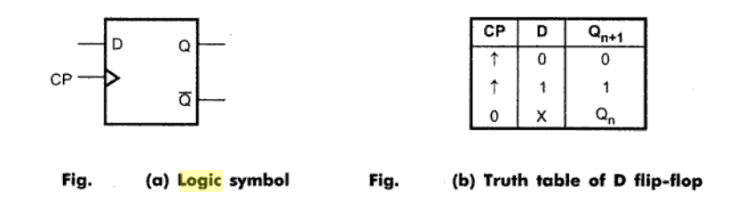 D Q
CP
Q̅
CP D Qn+1
↑ 0 0
↑ 1 1
0 X Qn
Fig. (a) Logic symbol
Fig. (b) Truth table of D flip-flop